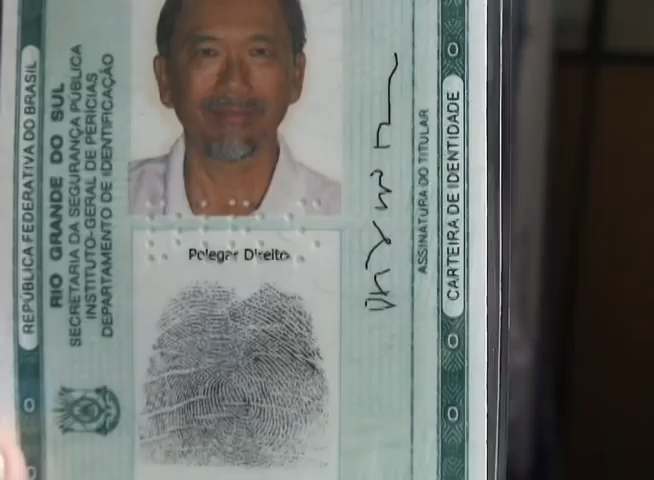 REPÚBLICA FEDERATIVA DO BRASIL
RIO GRANDE DO SUL
SECRETARIA DA SEGURANÇA PÚBLICA
INSTITUTO-GERAL DE PERÍCIAS
DEPARTAMENTO DE IDENTIFICAÇÃO
Polegar Direito
ASSINATURA DO TITULAR
CARTEIRA DE IDENTIDADE